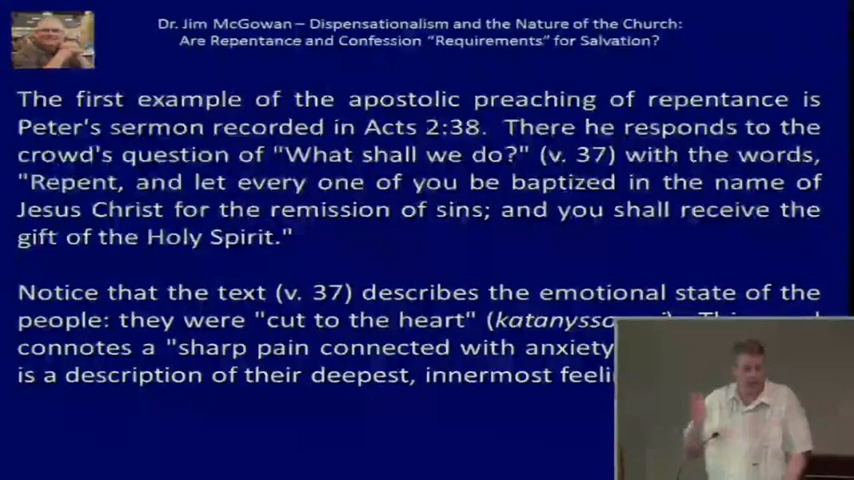 Dr. Jim McGowan – Dispensationalism and the Nature of the Church:
Are Repentance and Confession “Requirements” for Salvation?
The first example of the apostolic preaching of repentance is
Peter's sermon recorded in Acts 2:38. There he responds to the
crowd's question of "What shall we do?" (v. 37) with the words,
"Repent, and let every one of you be baptized in the name of
Jesus Christ for the remission of sins; and you shall receive the
gift of the Holy Spirit."
Notice that the text (v. 37) describes the emotional state of the
people: they were "cut to the heart" (
connotes a "sharp pain connected with anxiety
is a description of their deepest, innermost